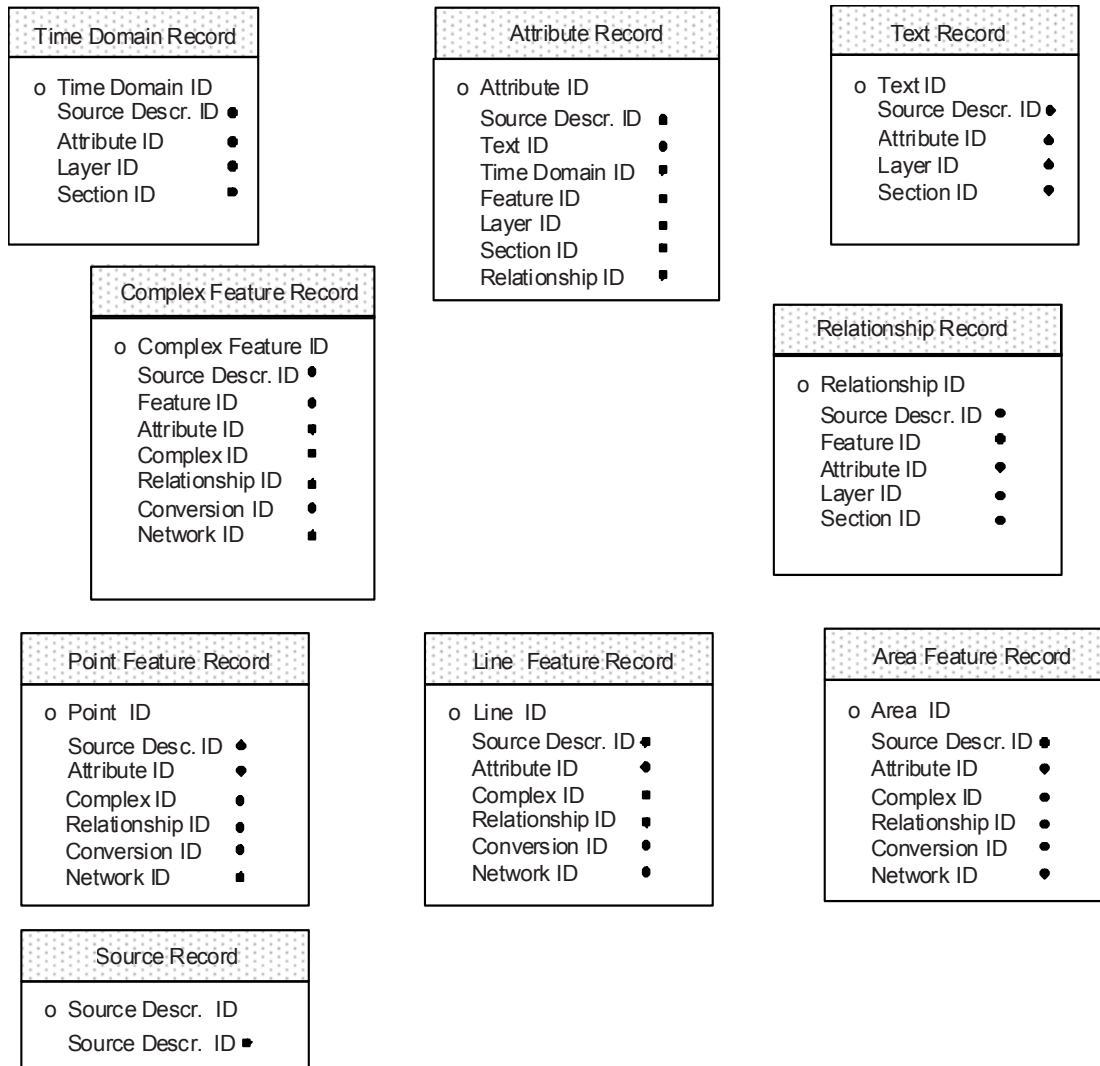 Time Domain Record
o Time Domain ID
Source Descr. ID
Attribute ID
Layer ID
Section ID
Attribute Record
o Attribute ID
Source Descr. ID
Text ID
Time Domain ID
Feature ID
Layer ID
Section ID
Relationship ID
Text Record
o Text ID
Source Descr. ID
Attribute ID
Layer ID
Section ID
Complex Feature Record
o Complex Feature ID
Source Descr. ID
Feature ID
Attribute ID
Complex ID
Relationship ID
Conversion ID
Network ID
Relationship Record
o Relationship ID
Source Descr. ID
Feature ID
Attribute ID
Layer ID
Section ID
Point Feature Record
o Point ID
Source Desc. ID
Attribute ID
Complex ID
Relationship ID
Conversion ID
Network ID
Line Feature Record
o Line ID
Source Descr. ID
Attribute ID
Complex ID
Relationship ID
Conversion ID
Network ID
Area Feature Record
o Area ID
Source Descr. ID
Attribute ID
Complex ID
Relationship ID
Conversion ID
Network ID
Source Record
o Source Descr. ID
Source Descr. ID